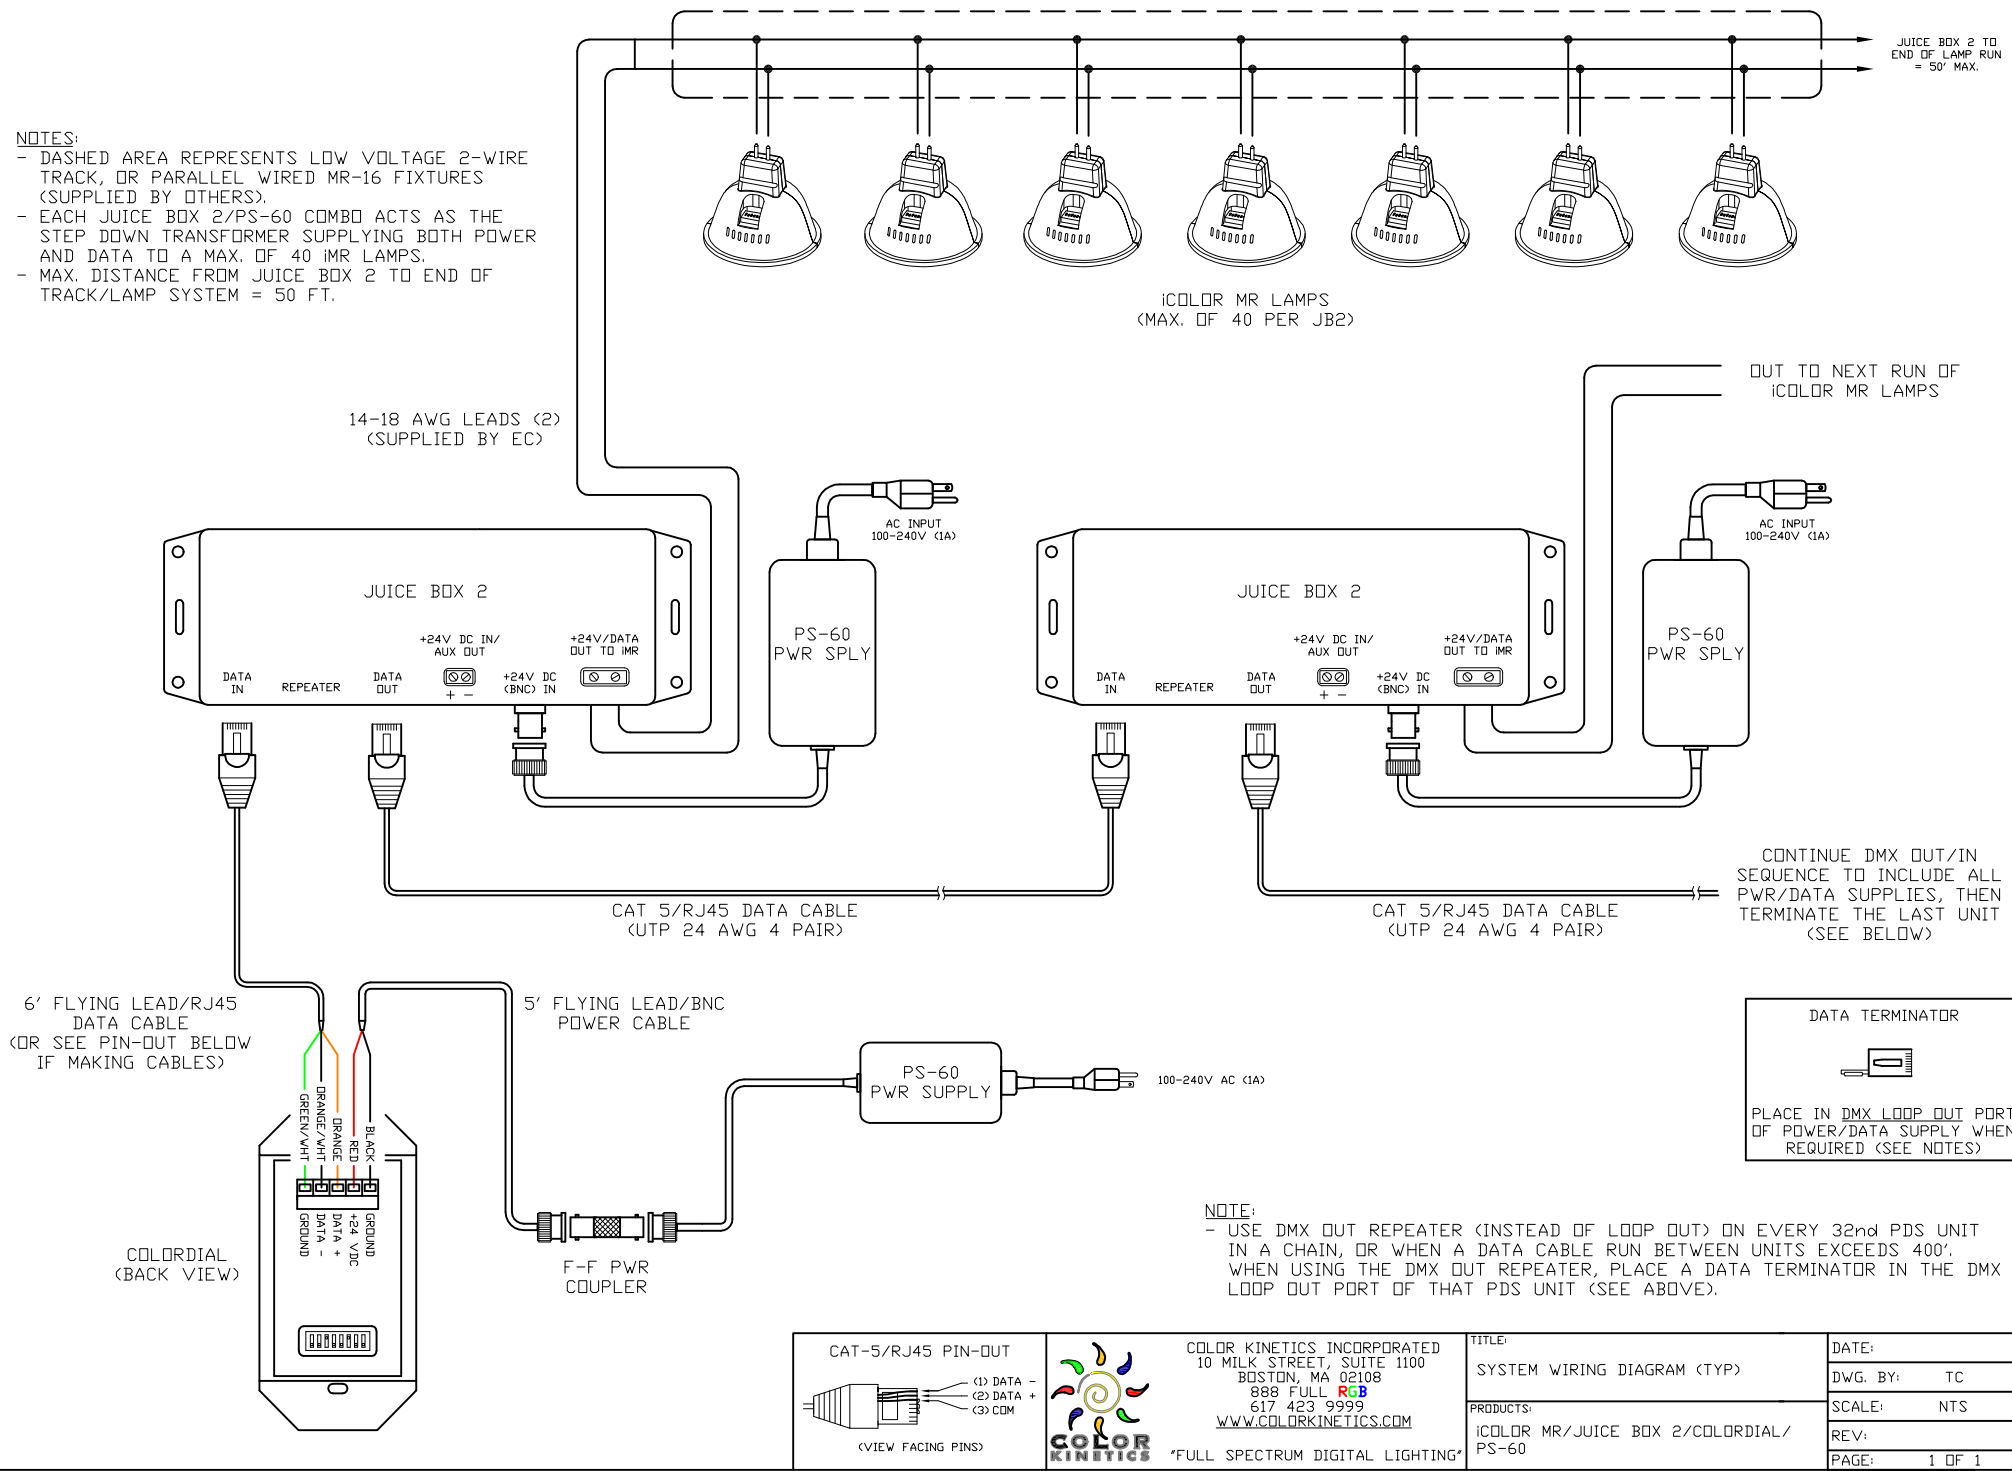 JUICE BOX 2 TO
END OF LAMP RUN
= 50' MAX.
NOTES:
- DASHED AREA REPRESENTS LOW VOLTAGE 2-WIRE
TRACK, OR PARALLEL WIRED MR-16 FIXTURES
(SUPPLIED BY OTHERS).
- EACH JUICE BOX 2/PS-60 COMBO ACTS AS THE
STEP DOWN TRANSFORMER SUPPLYING BOTH POWER
AND DATA TO A MAX. OF 40 iMR LAMPS.
- MAX. DISTANCE FROM JUICE BOX 2 TO END OF
TRACK/LAMP SYSTEM = 50 FT.
iCOLOR MR LAMPS
(MAX. OF 40 PER JB2)
OUT TO NEXT RUN OF
iCOLOR MR LAMPS
14-18 AWG LEADS (2)
(SUPPLIED BY EC)
AC INPUT
100-240V (1A)
AC INPUT
100-240V (1A)
JUICE BOX 2
+24V DC IN/
AUX OUT
+24V/DATA
OUT TO iMR
DATA
IN
REPEATER
DATA
OUT
+ -
+24V DC
(BNC) IN
PS-60
PWR SPLY
JUICE BOX 2
+24V DC IN/
AUX OUT
+24V/DATA
OUT TO iMR
DATA
IN
REPEATER
DATA
OUT
+ -
+24V DC
(BNC) IN
PS-60
PWR SPLY
CAT 5/RJ45 DATA CABLE
(UTP 24 AWG 4 PAIR)
CAT 5/RJ45 DATA CABLE
(UTP 24 AWG 4 PAIR)
CONTINUE DMX OUT/IN
SEQUENCE TO INCLUDE ALL
PWR/DATA SUPPLIES, THEN
TERMINATE THE LAST UNIT
(SEE BELOW)
6' FLYING LEAD/RJ45
DATA CABLE
(OR SEE PIN-OUT BELOW
IF MAKING CABLES)
5' FLYING LEAD/BNC
POWER CABLE
PS-60
PWR SUPPLY
100-240V AC (1A)
DATA TERMINATOR
PLACE IN DMX LOOP OUT PORT
OF POWER/DATA SUPPLY WHEN
REQUIRED (SEE NOTES)
GREEN/WHT
ORANGE/WHT
ORANGE
RED
BLACK
GROUND
DATA -
DATA +
+24 VDC
GROUND
COLORDIAL
(BACK VIEW)
F-F PWR
COUPLER
NOTE:
- USE DMX OUT REPEATER (INSTEAD OF LOOP OUT) ON EVERY 32nd PDS UNIT
IN A CHAIN, OR WHEN A DATA CABLE RUN BETWEEN UNITS EXCEEDS 400'.
WHEN USING THE DMX OUT REPEATER, PLACE A DATA TERMINATOR IN THE DMX
LOOP OUT PORT OF THAT PDS UNIT (SEE ABOVE).
CAT-5/RJ45 PIN-OUT
(1) DATA -
(2) DATA +
(3) COM
(VIEW FACING PINS)
COLOR
KINETICS
COLOR KINETICS INCORPORATED
10 MILK STREET, SUITE 1100
BOSTON, MA 02108
888 FULL RGB
617 423 9999
WWW.COLORKINETICS.COM
"FULL SPECTRUM DIGITAL LIGHTING"
TITLE:
SYSTEM WIRING DIAGRAM (TYP)
PRODUCTS:
iCOLOR MR/JUICE BOX 2/COLORDIAL/
PS-60
DATE:
DWG. BY: TC
SCALE: NTS
REV:
PAGE: 1 OF 1